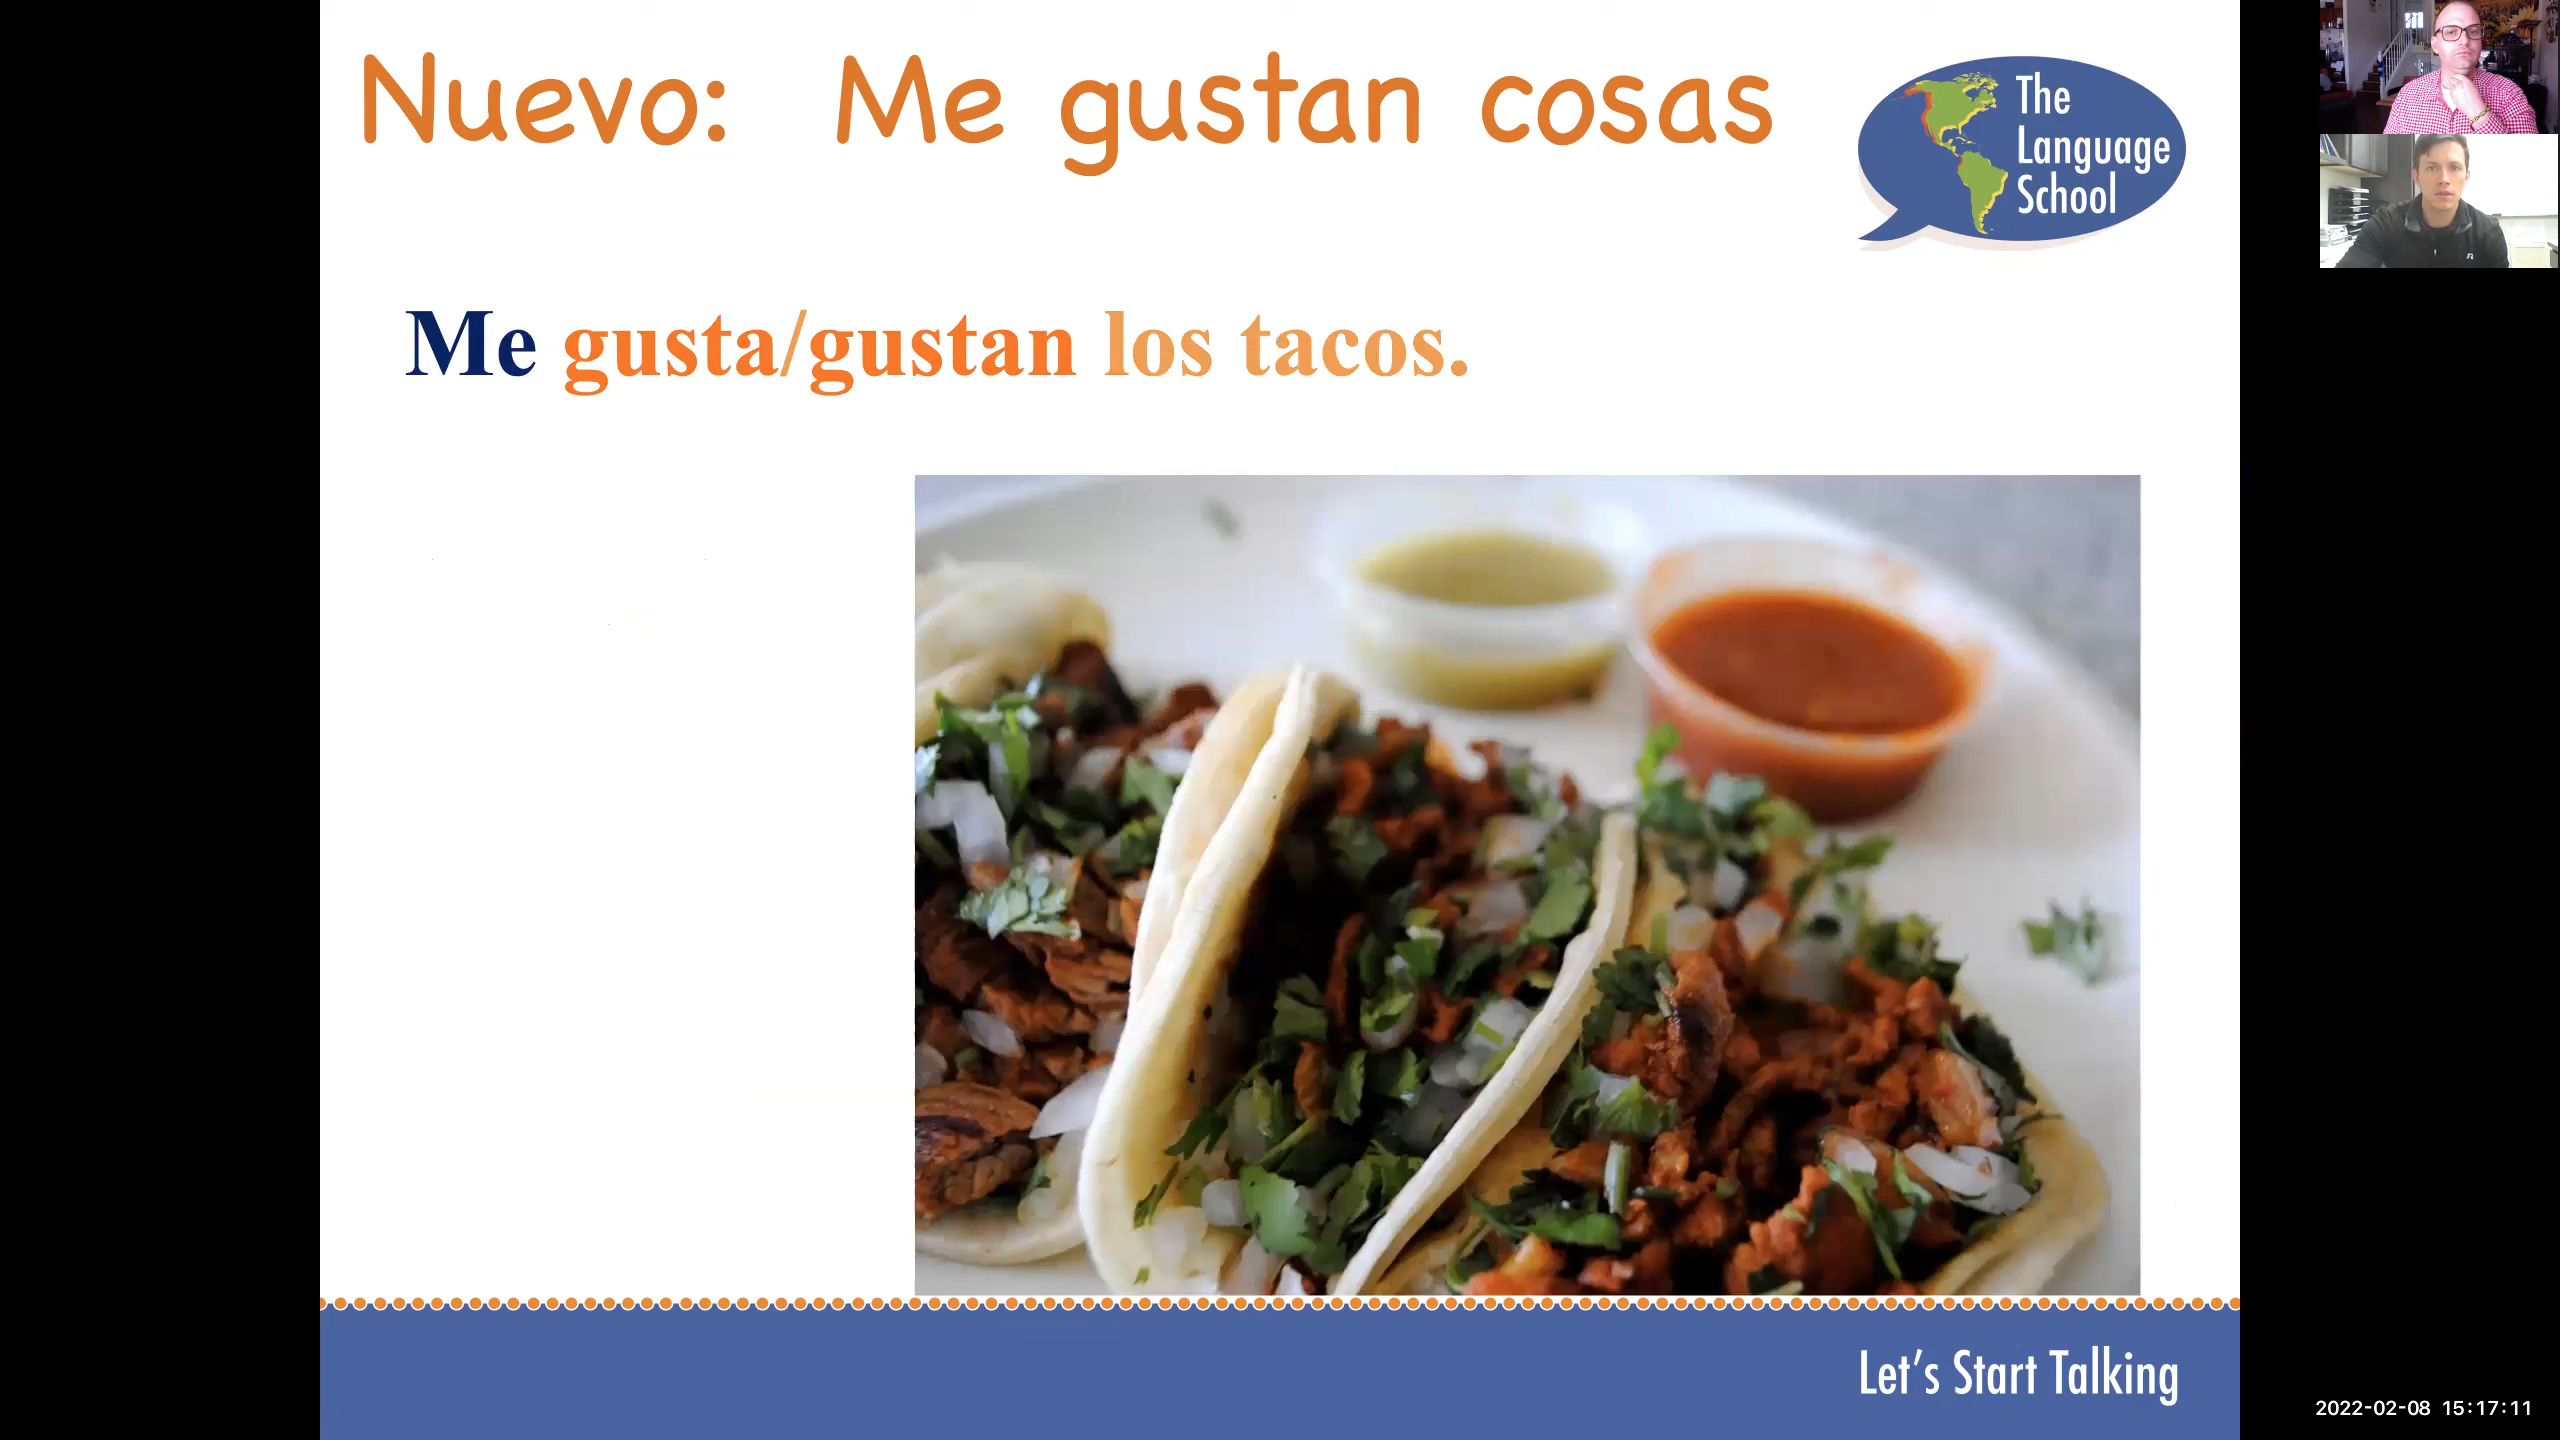 Nuevo: Me gustan cosas
The
Language
School
Me gusta/gustan los tacos.
Let's Start Talking
2022-02-08 15:17:11